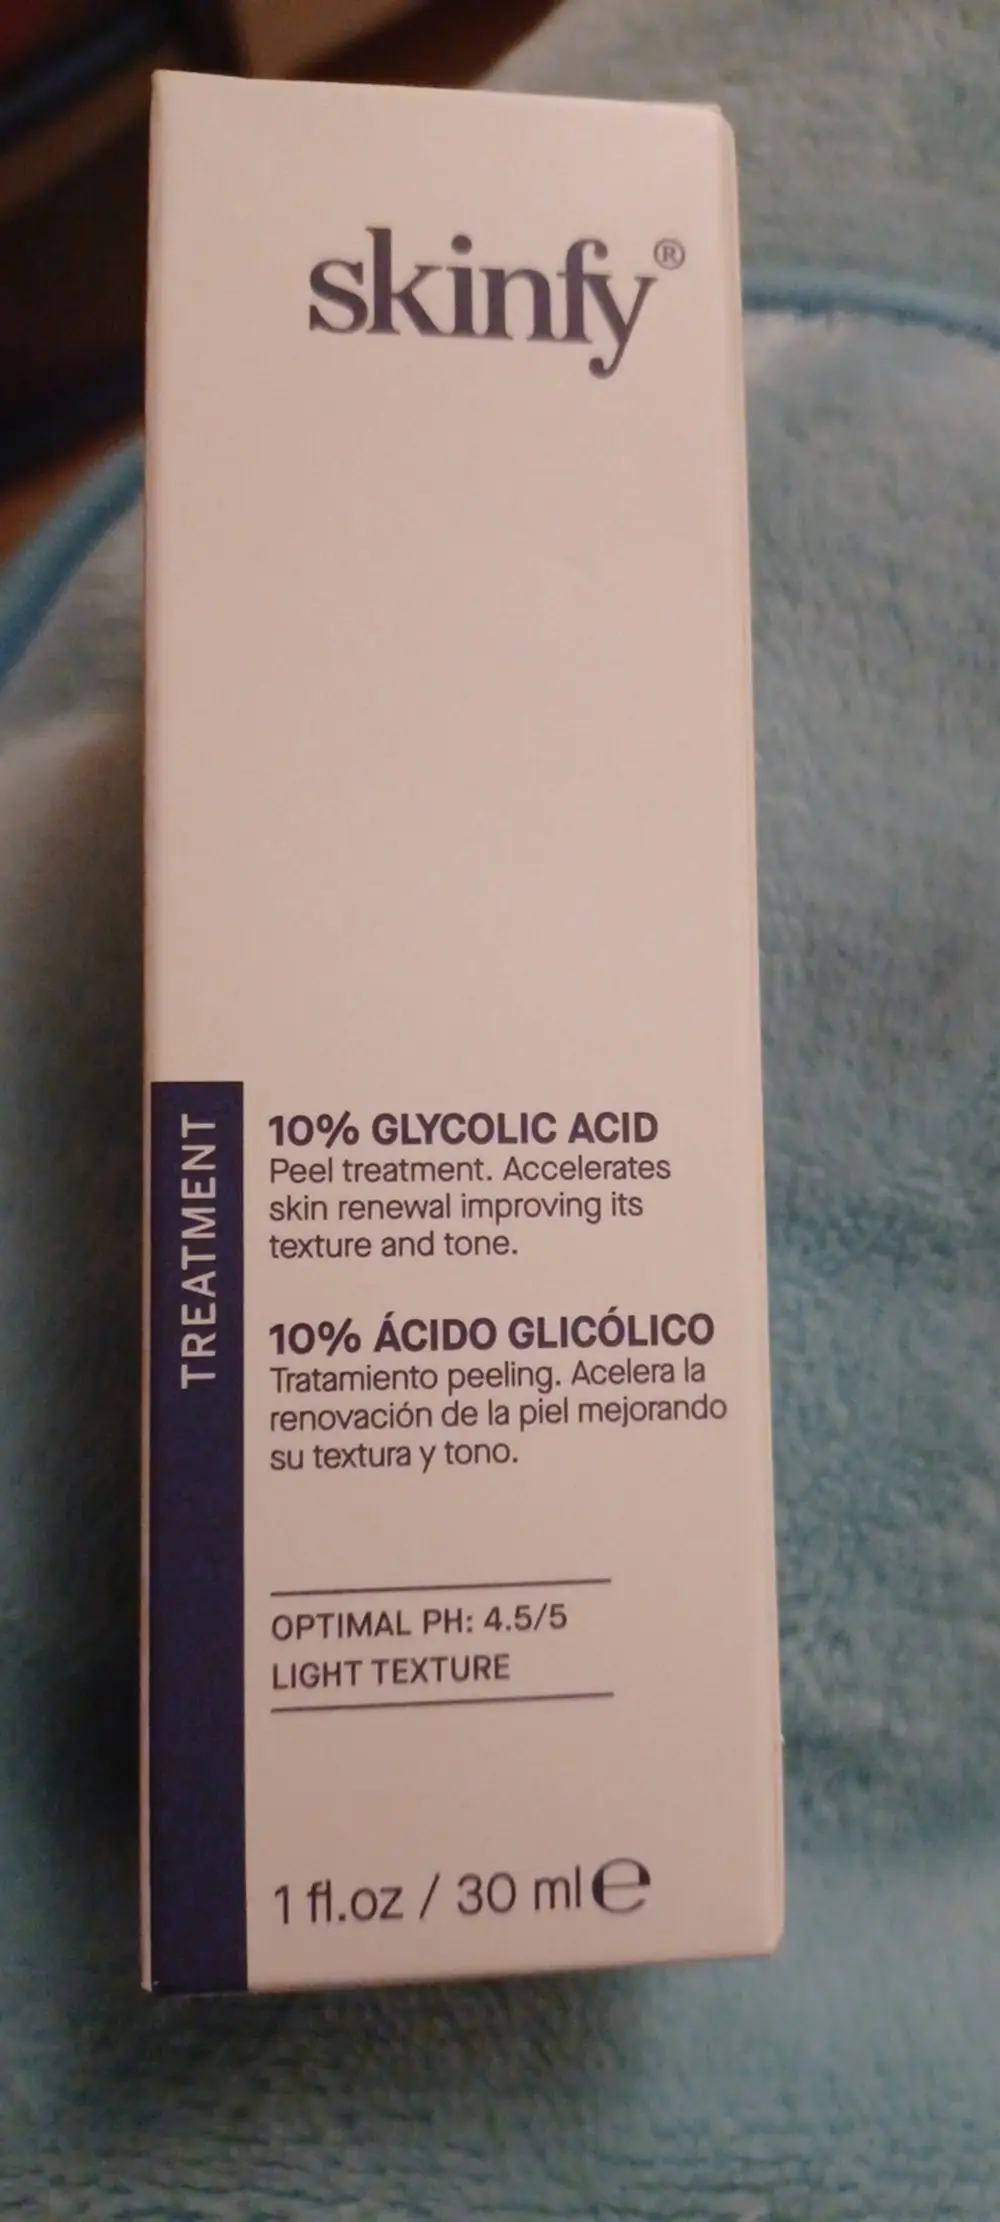 skinfy®
TREATMENT
10% GLYCOLIC ACID
Peel treatment. Accelerates
skin renewal improving its
texture and tone.
10% ÁCIDO GLICÓLICO
Tratamiento peeling. Acelera la
renovación de la piel mejorando
su textura y tono.
OPTIMAL PH: 4.5/5
LIGHT TEXTURE
1 fl.oz / 30 ml ℮